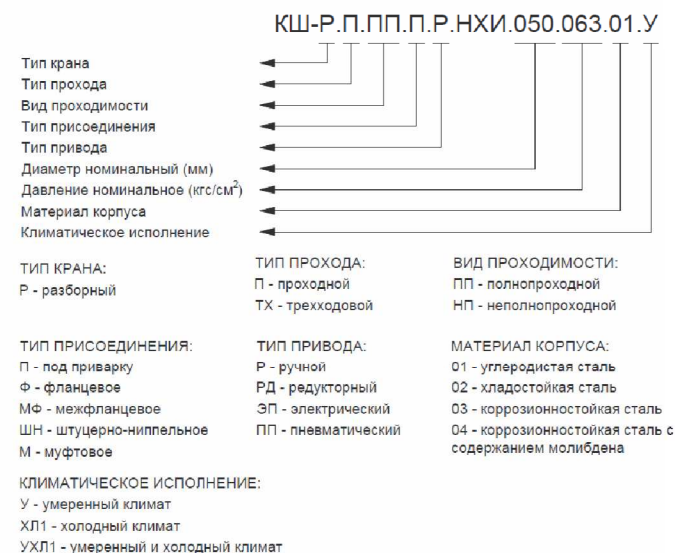 КШ-Р.П.ПП.П.Р.НХИ.050.063.01.У
Тип крана
Тип прохода
Вид проходимости
Тип присоединения
Тип привода
Диаметр номинальный (мм)
Давление номинальное (кгс/см²)
Материал корпуса
Климатическое исполнение
ТИП КРАНА:
Р - разборный
ТИП ПРОХОДА:
П - проходной
ТХ - трехходовой
ВИД ПРОХОДИМОСТИ:
ПП - полнопроходной
НП - неполнопроходной
ТИП ПРИСОЕДИНЕНИЯ:
П - под приварку
Ф - фланцевое
МФ - межфланцевое
ШН - штуцерно-ниппельное
М - муфтовое
ТИП ПРИВОДА:
Р - ручной
РД - редукторный
ЭП - электрический
ПП - пневматический
МАТЕРИАЛ КОРПУСА:
01 - углеродистая сталь
02 - хладостойкая сталь
03 - коррозионностойкая сталь
04 - коррозионностойкая сталь с
содержанием молибдена
КЛИМАТИЧЕСКОЕ ИСПОЛНЕНИЕ:
У - умеренный климат
ХЛ1 - холодный климат
УХЛ1 - умеренный и холодный климат